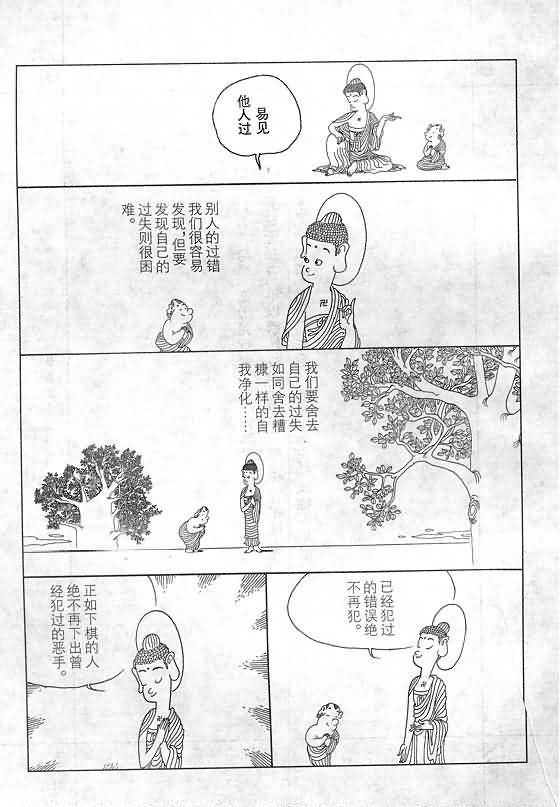 易见
他人过
别人的过错
我们很容易
发现，但要
发现自己的
过失则很困
难。
我们要舍去
自己的过失
如同舍去糟
糠一样的自
我净化……
已经犯过
的错误绝
不再犯。
正如下棋的人
绝不再下出曾
经犯过的恶手。